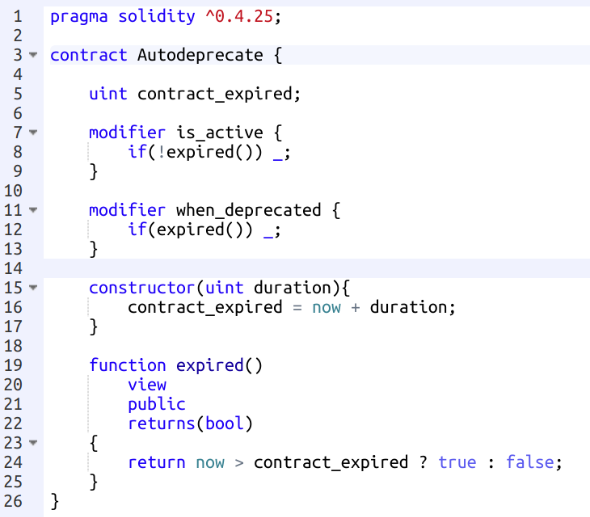 1 pragma solidity ^0.4.25;
2
3 contract Autodeprecate {
4
5     uint contract_expired;
6
7     modifier is_active {
8         if(!expired()) _;
9     }
10
11     modifier when_deprecated {
12         if(expired()) _;
13     }
14
15     constructor(uint duration){
16         contract_expired = now + duration;
17     }
18
19     function expired()
20         view
21         public
22         returns(bool)
23     {
24         return now > contract_expired ? true : false;
25     }
26 }